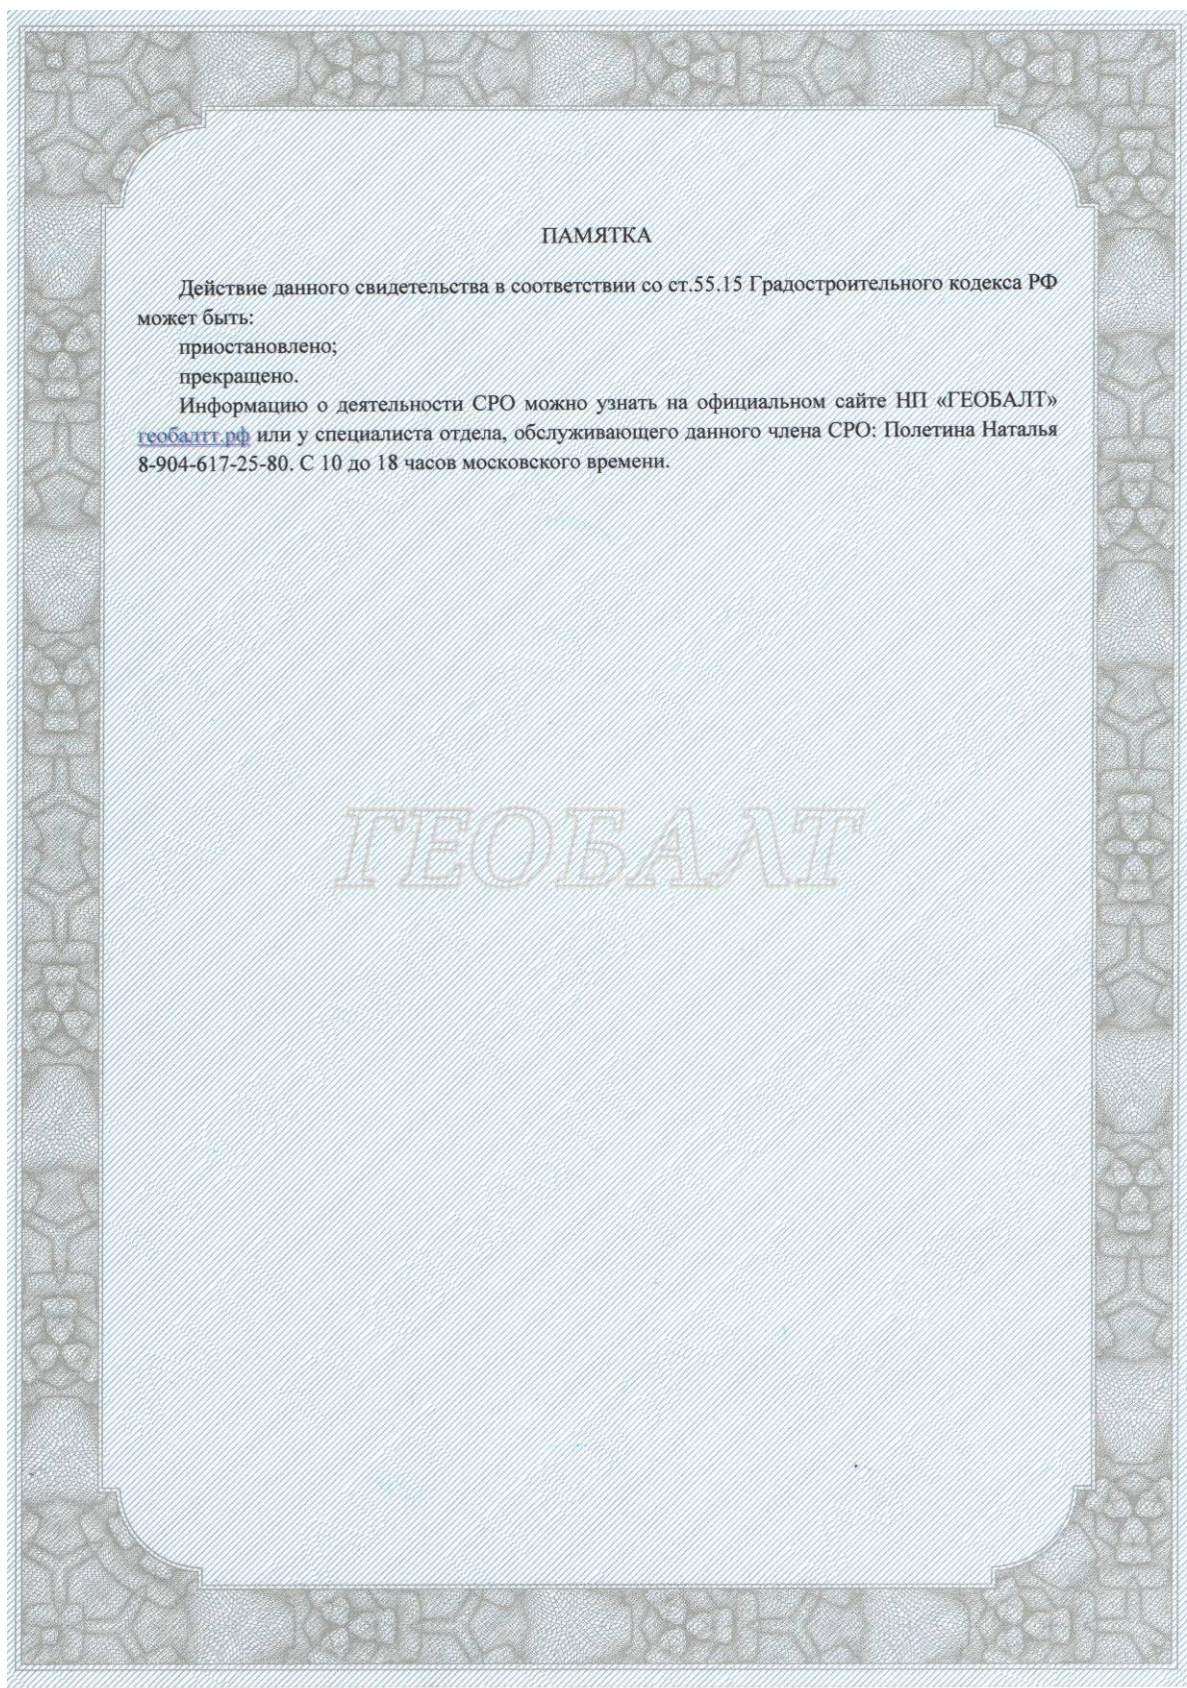 ПАМЯТКА
Действие данного свидетельства в соответствии со ст.55.15 Градостроительного кодекса РФ
может быть:
приостановлено;
прекращено.
Информацию о деятельности СРО можно узнать на официальном сайте НП «ГЕОБАЛТ»
геобалтт.рф или у специалиста отдела, обслуживающего данного члена СРО: Полетина Наталья
8-904-617-25-80. С 10 до 18 часов московского времени.
ГЕОБАЛТ